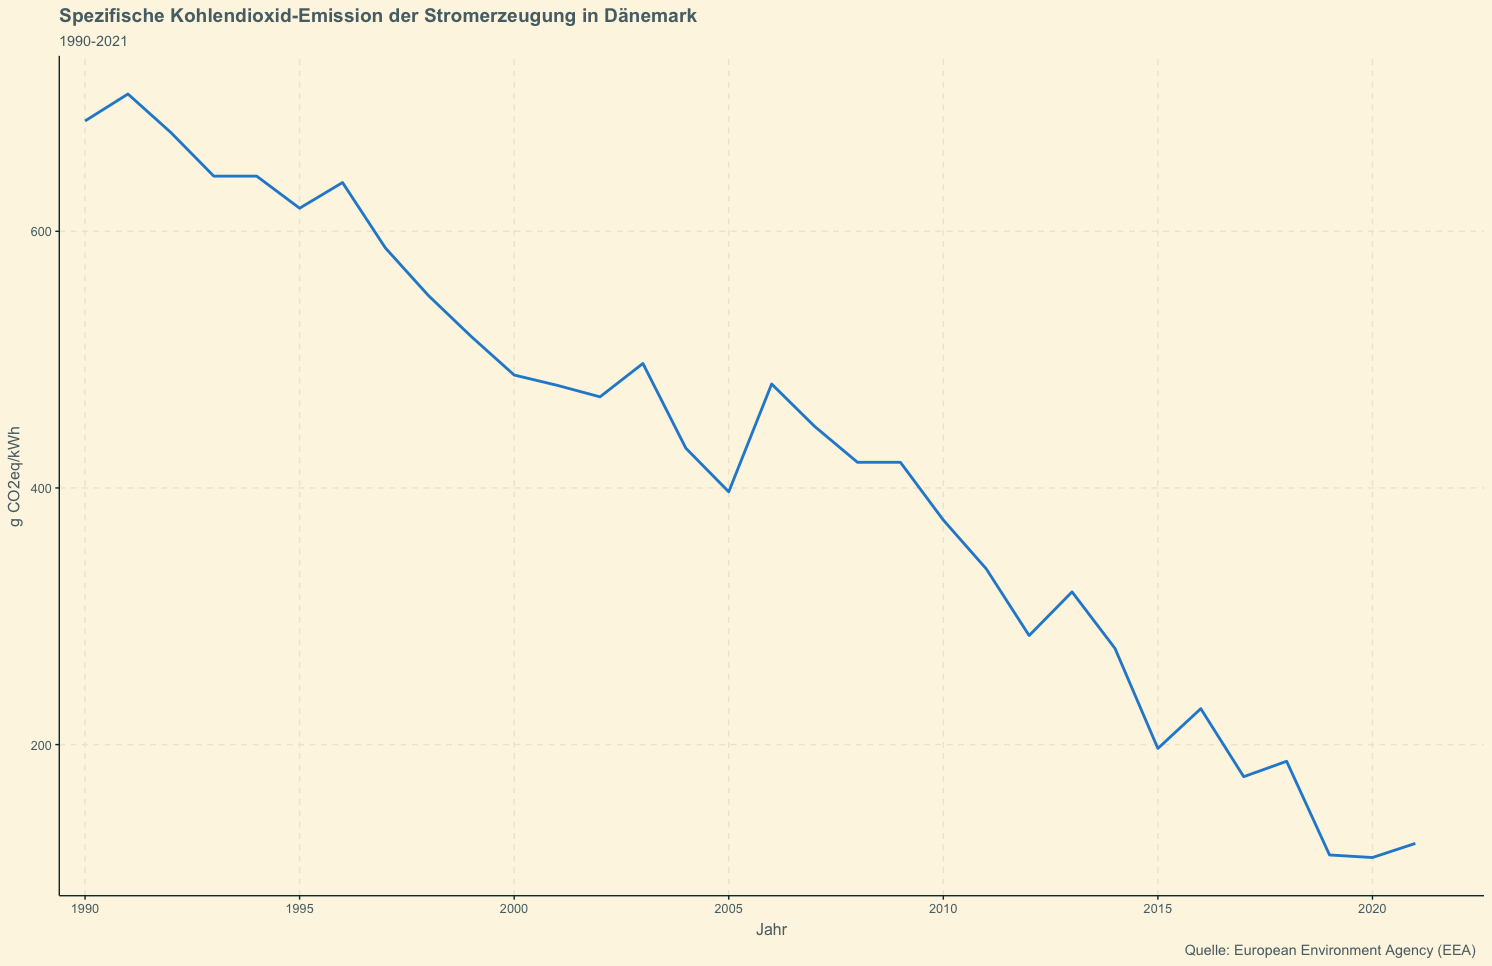 Spezifische Kohlendioxid-Emission der Stromerzeugung in Dänemark
1990-2021
600
400
200
g CO2eq/kWh
1990 1995 2000 2005 2010 2015 2020
Jahr
Quelle: European Environment Agency (EEA)